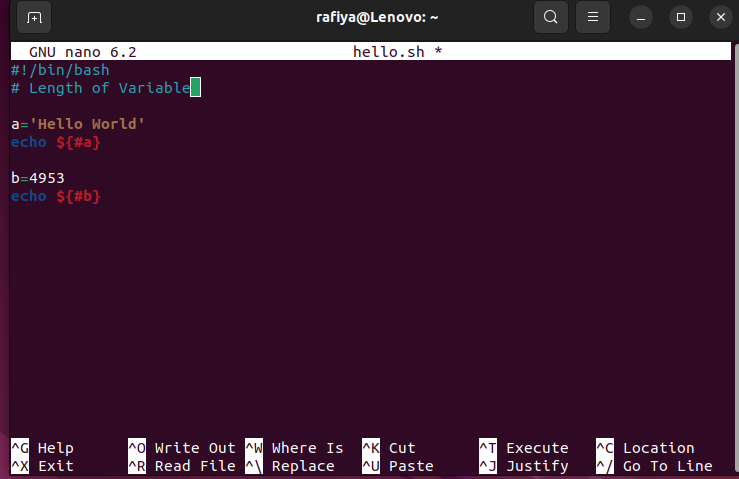 rafiya@Lenovo: ~
GNU nano 6.2 hello.sh *
#!/bin/bash
# Length of Variable

a='Hello World'
echo ${#a}

b=4953
echo ${#b}

^G Help ^O Write Out ^W Where Is ^K Cut ^T Execute ^C Location
^X Exit ^R Read File ^\ Replace ^U Paste ^J Justify ^/ Go To Line